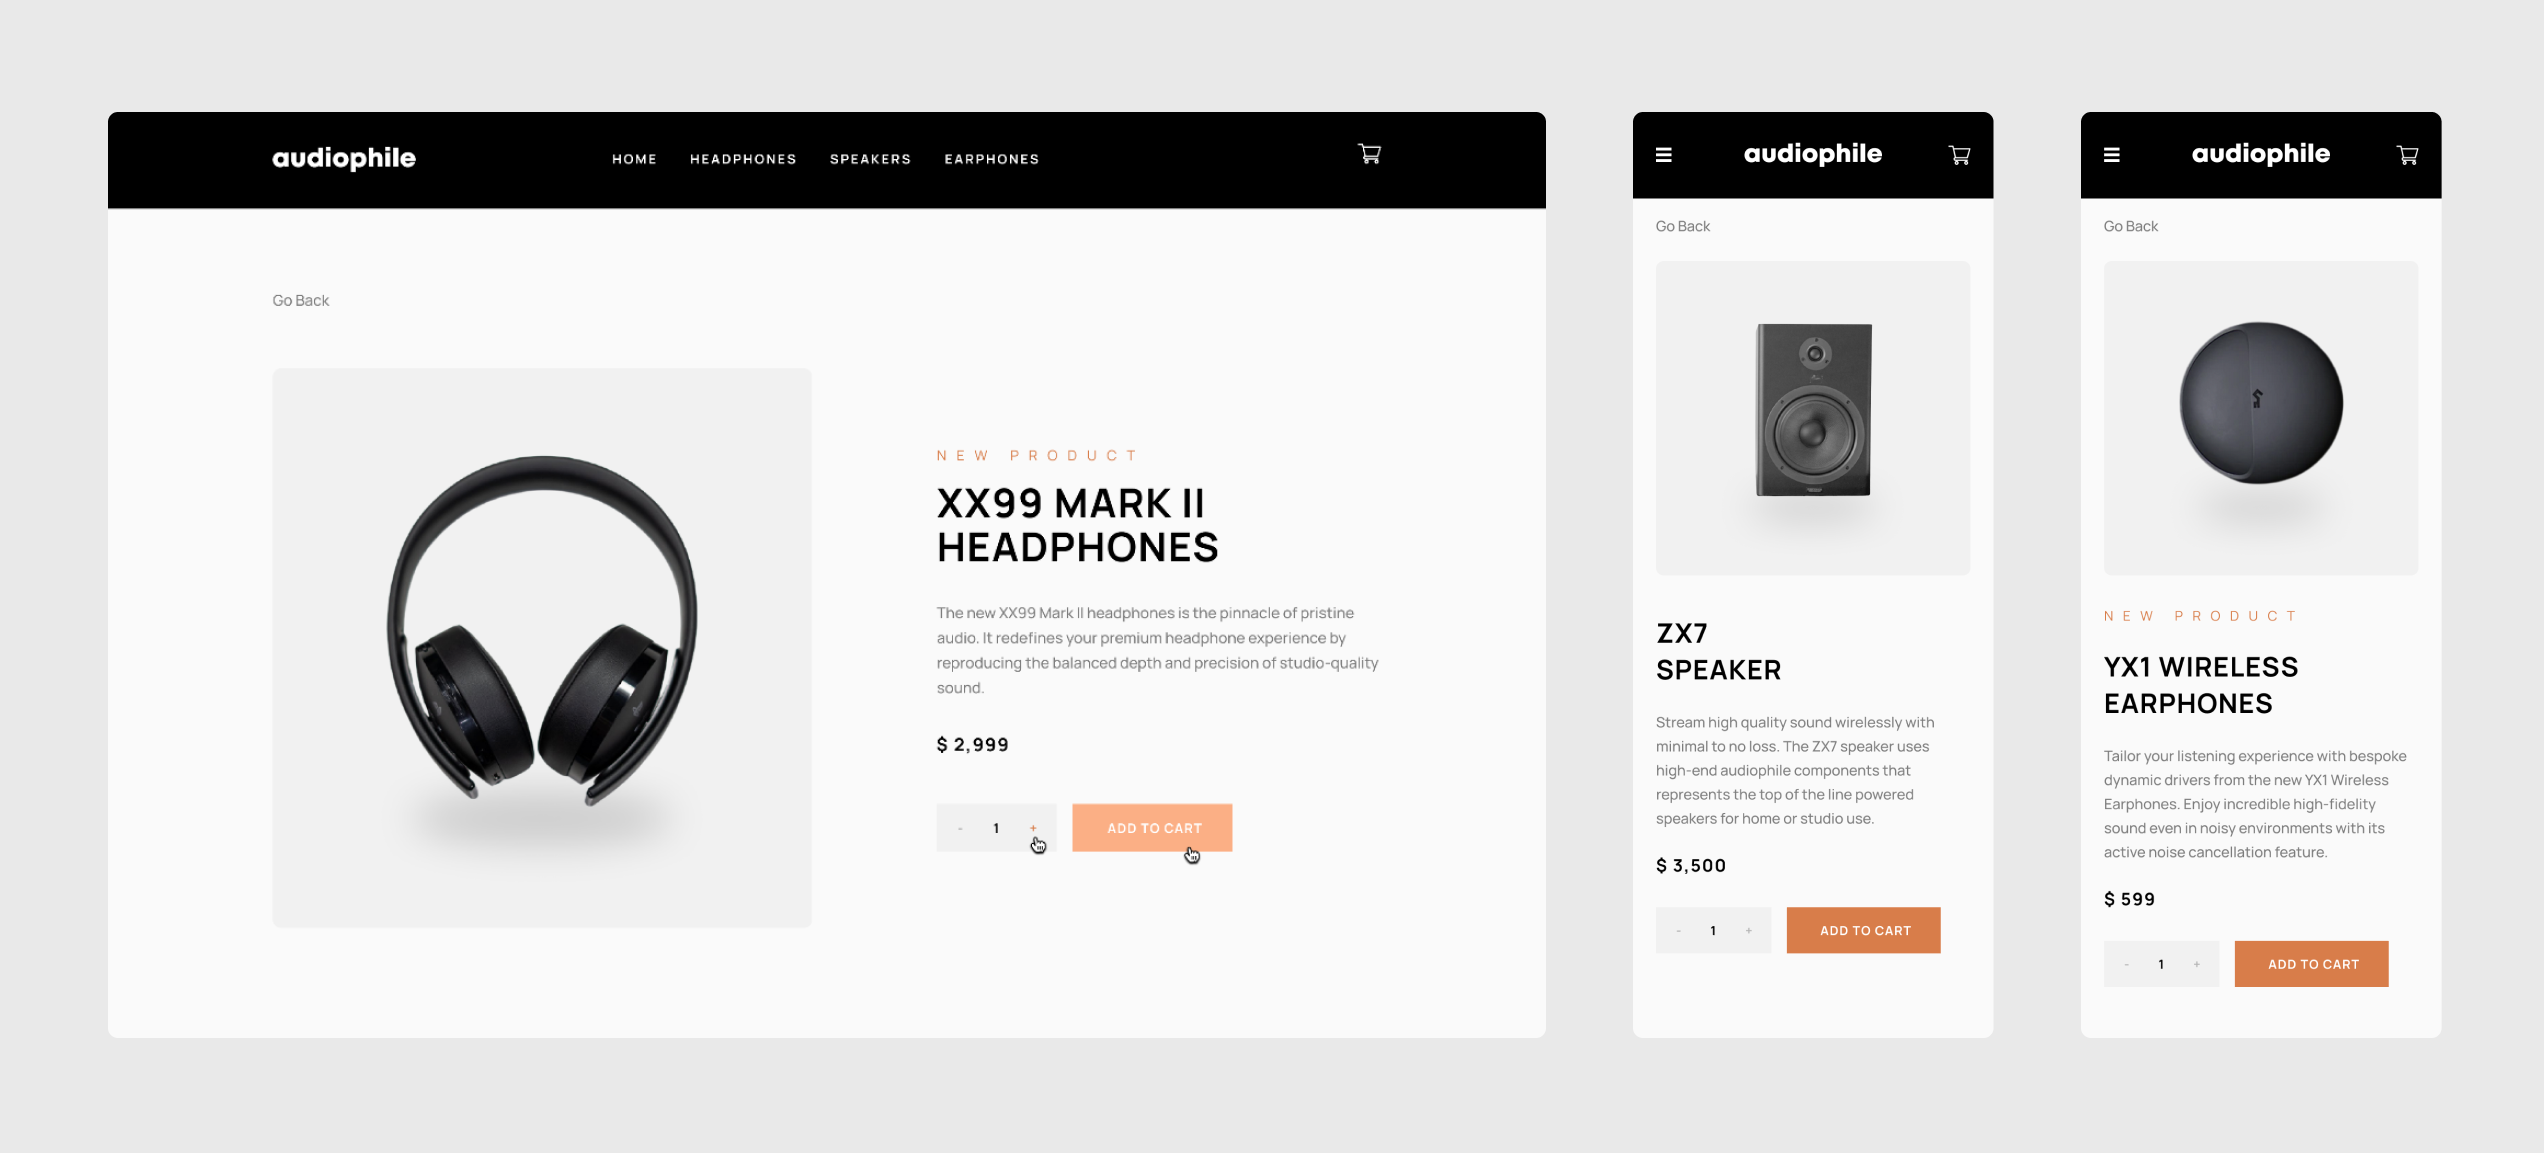 audiophile
HOME HEADPHONES SPEAKERS EARPHONES
Go Back
NEW PRODUCT
XX99 MARK II
HEADPHONES
The new XX99 Mark II headphones is the pinnacle of pristine
audio. It redefines your premium headphone experience by
reproducing the balanced depth and precision of studio-quality
sound.
$ 2,999
- 1 +
ADD TO CART
audiophile
Go Back
ZX7
SPEAKER
Stream high quality sound wirelessly with
minimal to no loss. The ZX7 speaker uses
high-end audiophile components that
represents the top of the line powered
speakers for home or studio use.
$ 3,500
- 1 +
ADD TO CART
audiophile
Go Back
NEW PRODUCT
YX1 WIRELESS
EARPHONES
Tailor your listening experience with bespoke
dynamic drivers from the new YX1 Wireless
Earphones. Enjoy incredible high-fidelity
sound even in noisy environments with its
active noise cancellation feature.
$ 599
- 1 +
ADD TO CART